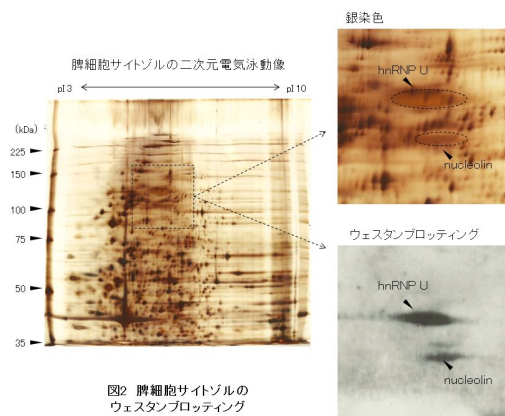 脾細胞サイトゾルの二次元電気泳動像
pI 3
pI 10
(kDa)
225
150
100
75
50
35
図2 脾細胞サイトゾルの
ウェスタンブロッティング
銀染色
hnRNP U
nucleolin
ウェスタンブロッティング
hnRNP U
nucleolin